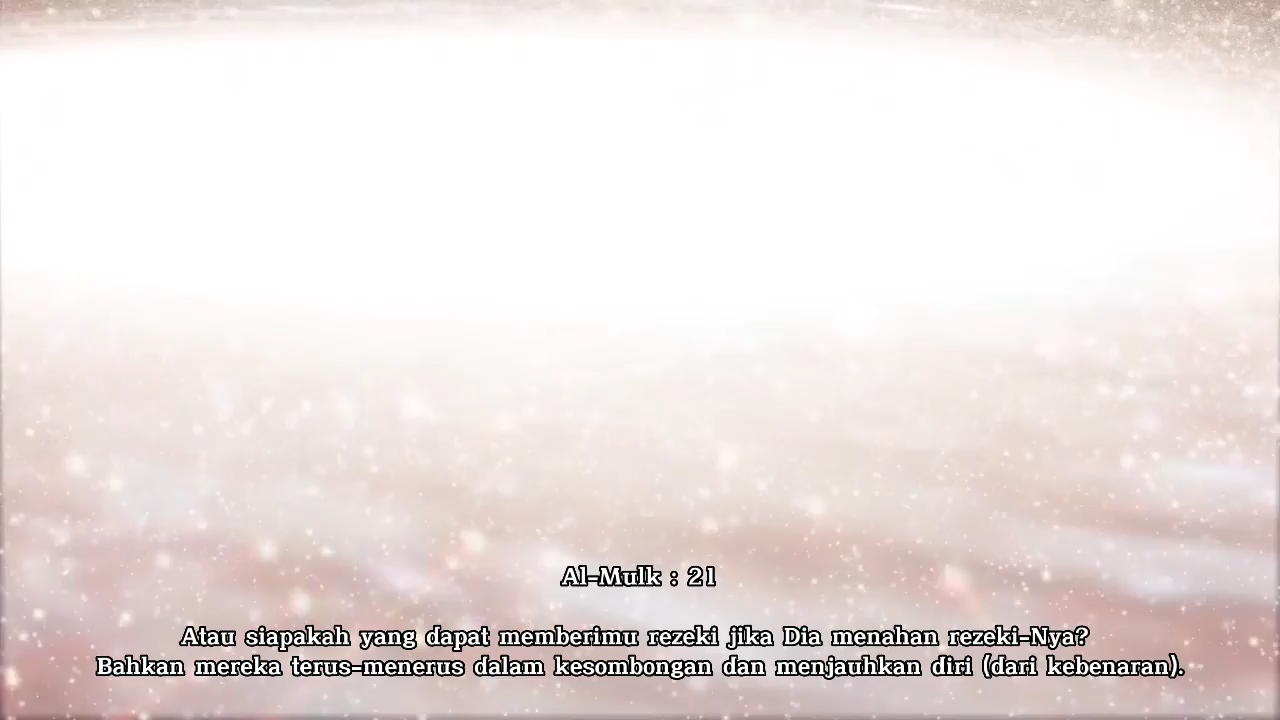 Al-Mulk : 21
Atau siapakah yang dapat memberimu rezeki jika Dia menahan rezeki-Nya?
Bahkan mereka terus-menerus dalam kesombongan dan menjauhkan diri (dari kebenaran).